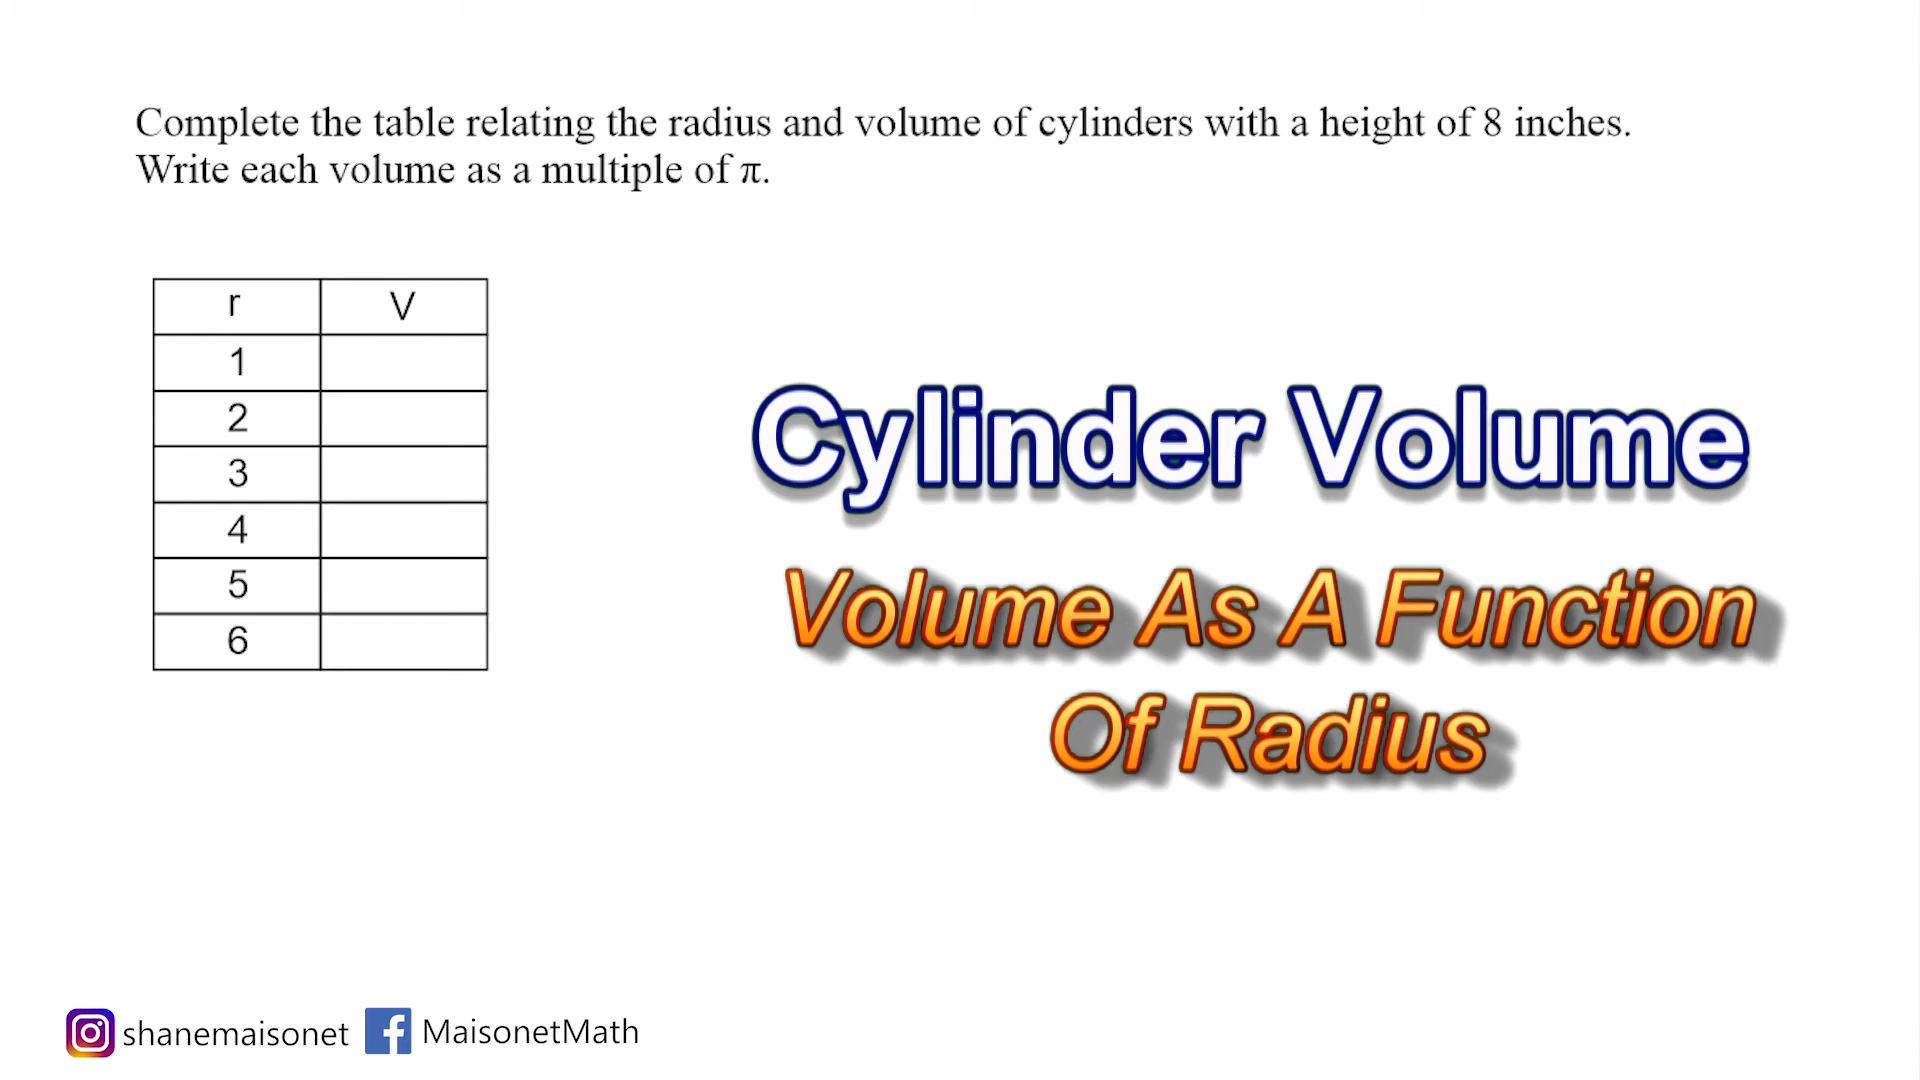 Complete the table relating the radius and volume of cylinders with a height of 8 inches.
Write each volume as a multiple of π.
r V
1
2
3
4
5
6
Cylinder Volume
Volume As A Function
Of Radius
shanemaisonet MaisonetMath